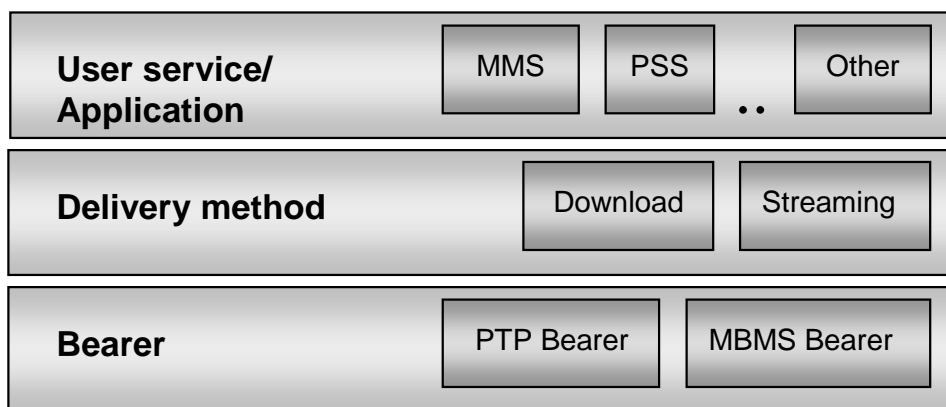 User service/
Application
MMS
PSS
..
Other
Delivery method
Download
Streaming
Bearer
PTP Bearer
MBMS Bearer